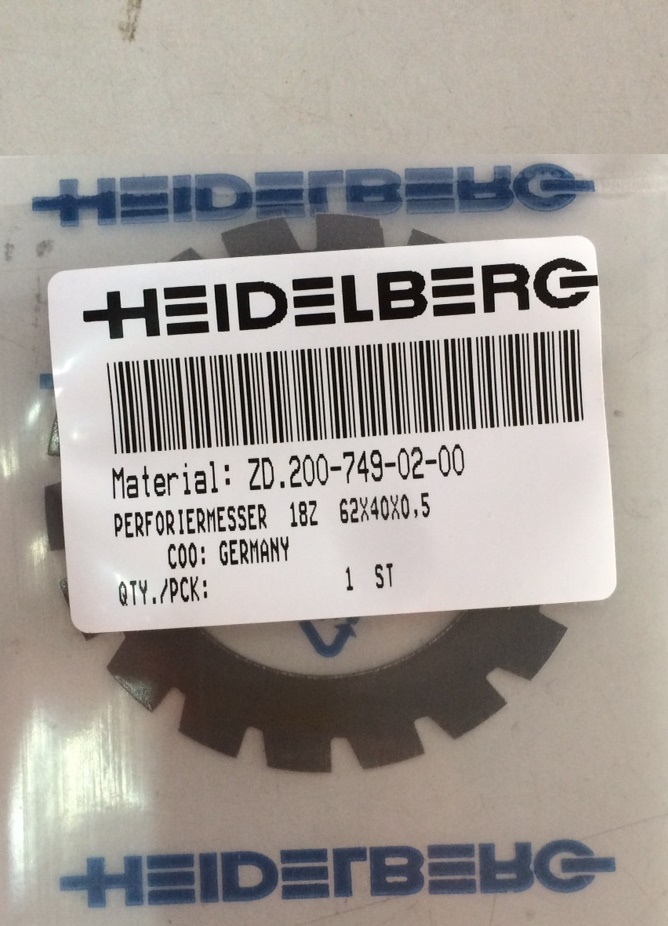 HEIDELBERG
HEIDELBERG
Material: ZD.200-749-02-00
PERFORIERMESSER 18Z 62X40X0,5
COO: GERMANY
QTY./PCK: 1 ST
HEIDELBERG